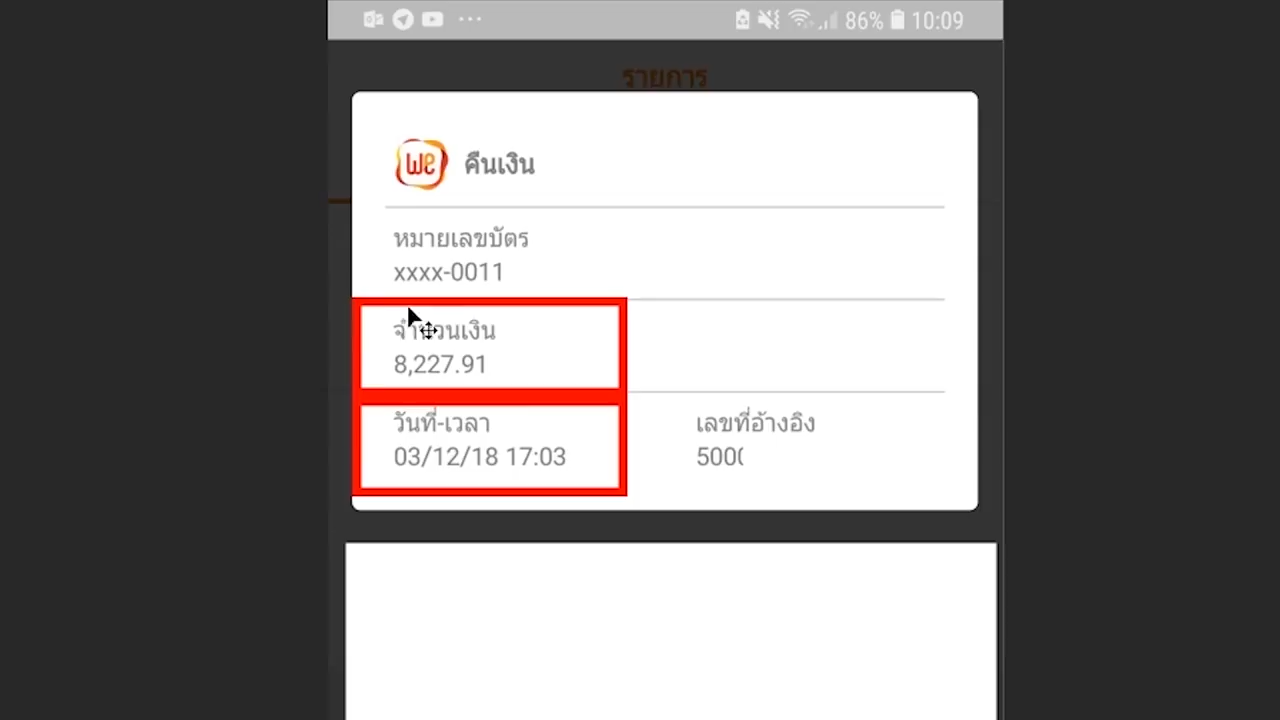 86% 10:09
รายการ
we คืนเงิน
หมายเลขบัตร
xxxx-0011
จำนวนเงิน
8,227.91
วันที่-เวลา เลขที่อ้างอิง
03/12/18 17:03 500